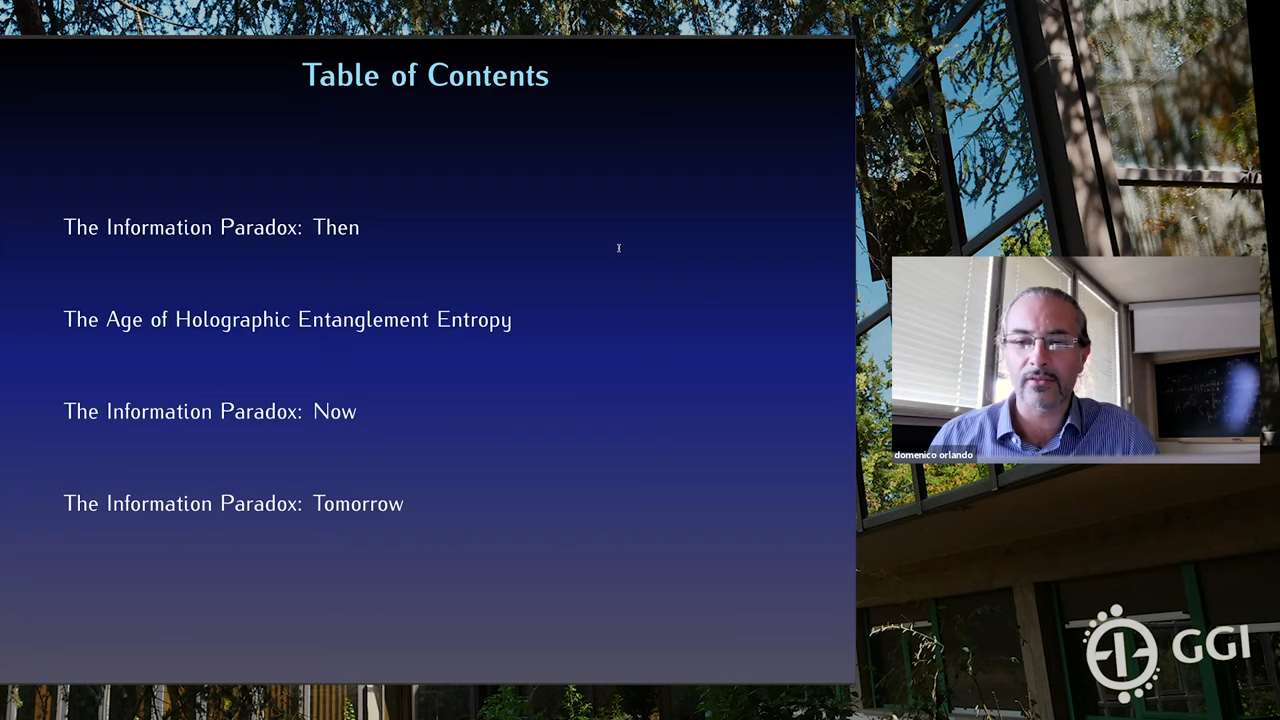 Table of Contents
The Information Paradox: Then
The Age of Holographic Entanglement Entropy
The Information Paradox: Now
The Information Paradox: Tomorrow
domenico orlando
GGI